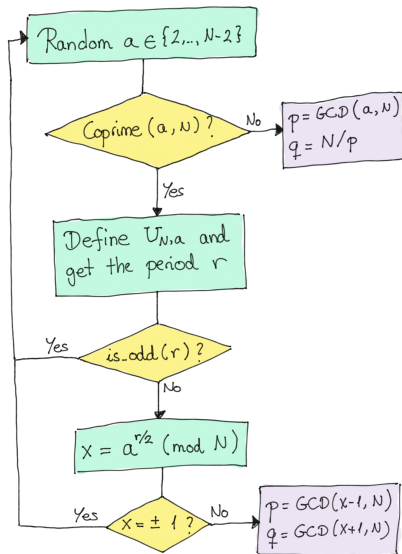 Random a ∈ {2,.., N-2}
Coprime (a, N) ?
No
p = GCD (a, N)
q = N/p
Yes
Define U_{N,a} and
get the period r
Yes
is_odd (r) ?
No
X = a^{r/2} (mod N)
Yes
X = ± 1 ?
No
p = GCD (X-1, N)
q = GCD (X+1, N)